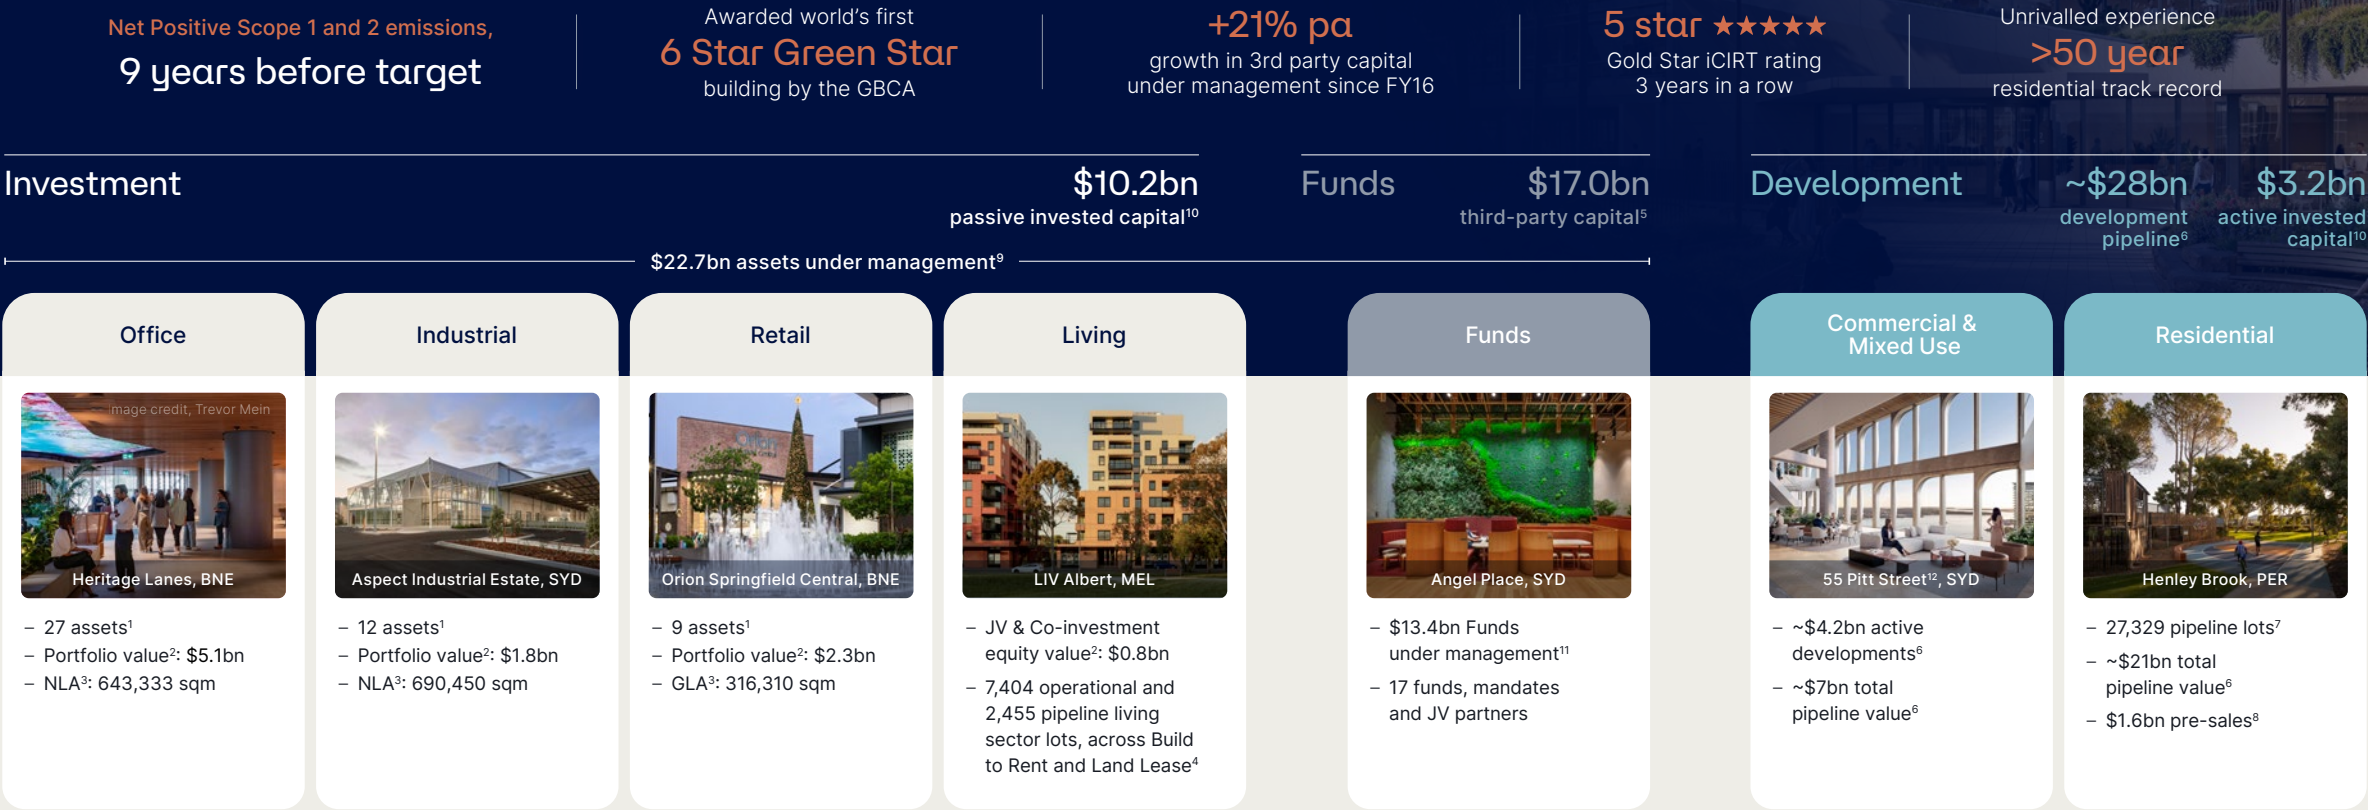 Net Positive Scope 1 and 2 emissions,
9 years before target
Awarded world's first
6 Star Green Star
building by the GBCA
+21% pa
growth in 3rd party capital
under management since FY16
5 star ★★★★★
Gold Star iCIRT rating
3 years in a row
Unrivalled experience
>50 year
residential track record
Investment
$10.2bn
passive invested capital¹⁰
Funds
$17.0bn
third-party capital⁵
Development
~$28bn
development
pipeline⁶
$3.2bn
active invested
capital¹⁰
$22.7bn assets under management⁹
Office
mage credit, Trevor Mein
Heritage Lanes, BNE
– 27 assets¹
– Portfolio value²: $5.1bn
– NLA³: 643,333 sqm
Industrial
Aspect Industrial Estate, SYD
– 12 assets¹
– Portfolio value²: $1.8bn
– NLA³: 690,450 sqm
Retail
Orion Springfield Central, BNE
– 9 assets¹
– Portfolio value²: $2.3bn
– GLA³: 316,310 sqm
Living
LIV Albert, MEL
– JV & Co-investment
equity value²: $0.8bn
– 7,404 operational and
2,455 pipeline living
sector lots, across Build
to Rent and Land Lease⁴
Funds
Angel Place, SYD
– $13.4bn Funds
under management¹¹
– 17 funds, mandates
and JV partners
Commercial &
Mixed Use
55 Pitt Street¹², SYD
– ~$4.2bn active
developments⁶
– ~$7bn total
pipeline value⁶
Residential
Henley Brook, PER
– 27,329 pipeline lots⁷
– ~$21bn total
pipeline value⁶
– $1.6bn pre-sales⁸